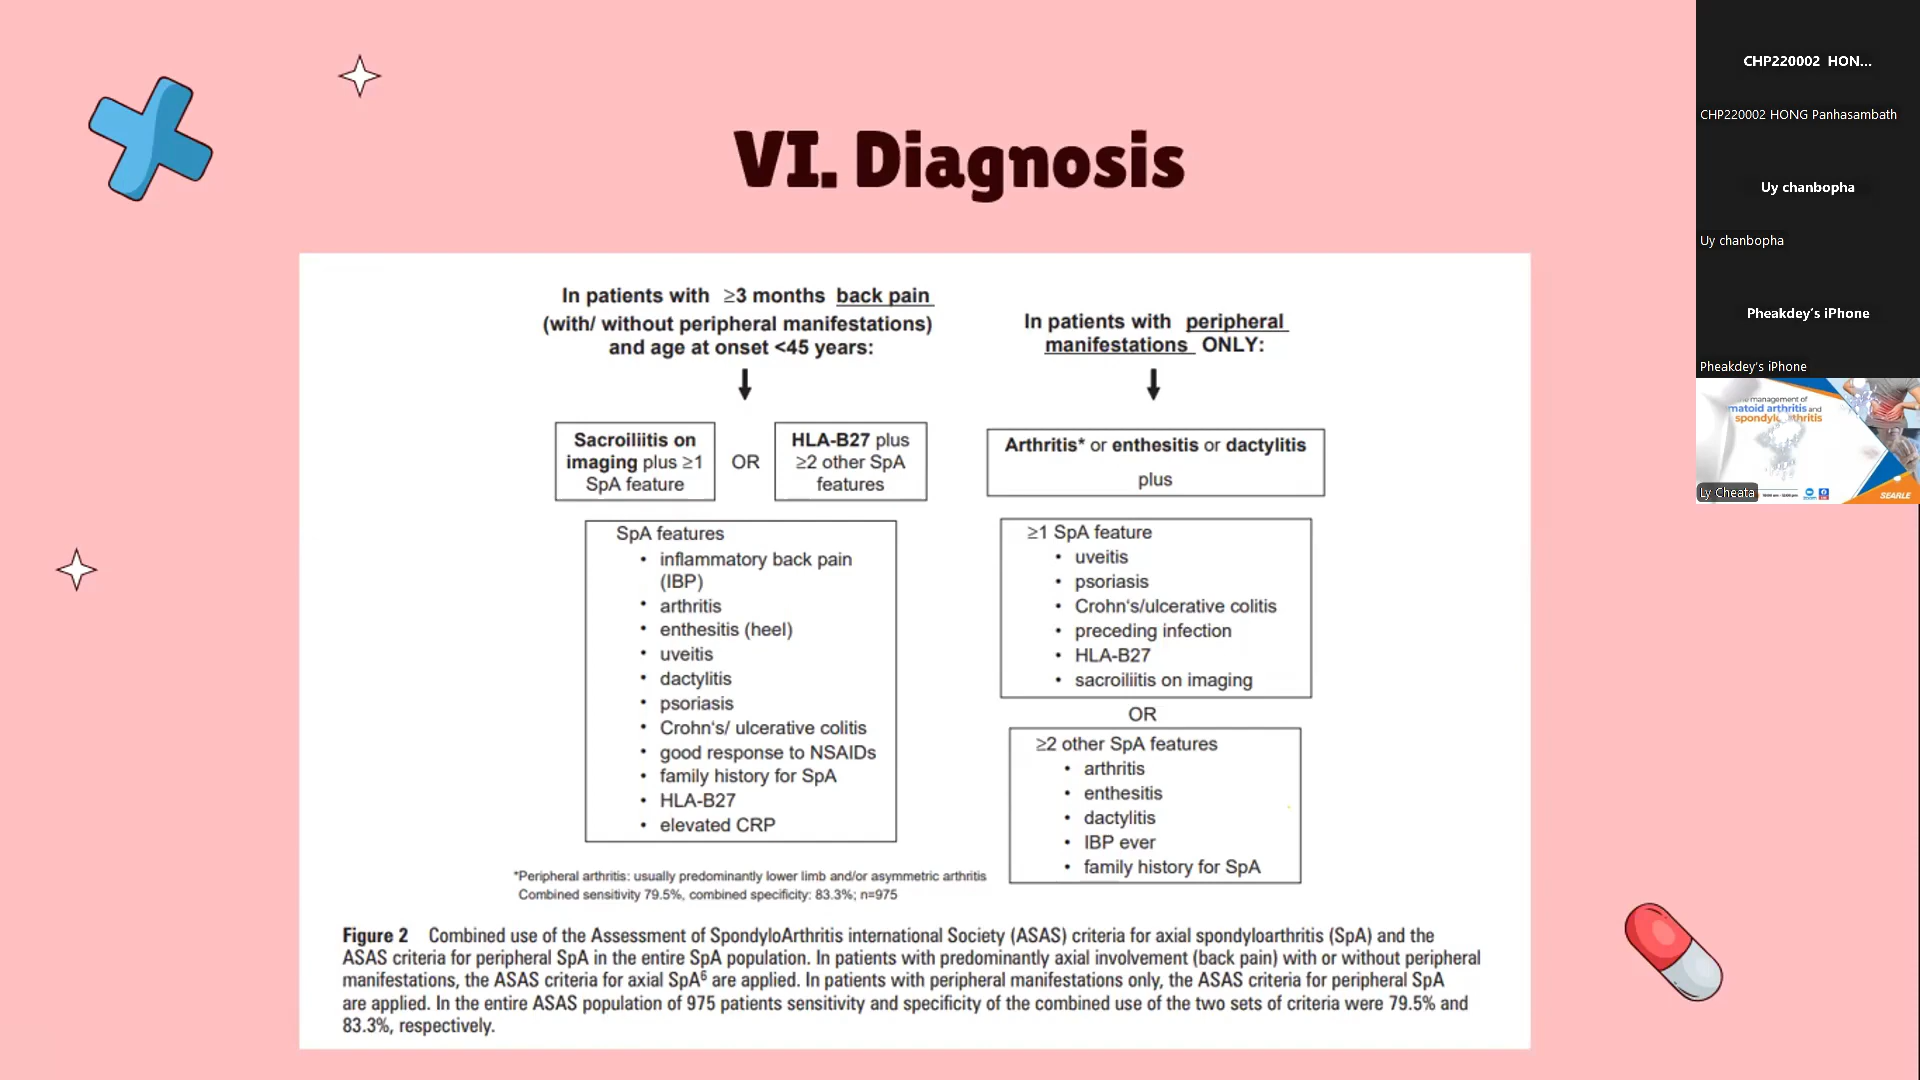 VI. Diagnosis
In patients with ≥3 months back pain
(with/ without peripheral manifestations)
and age at onset <45 years:
Sacroiliitis on
imaging plus ≥1
SpA feature
OR
HLA-B27 plus
≥2 other SpA
features
SpA features
• inflammatory back pain
(IBP)
• arthritis
• enthesitis (heel)
• uveitis
• dactylitis
• psoriasis
• Crohn's/ ulcerative colitis
• good response to NSAIDs
• family history for SpA
• HLA-B27
• elevated CRP
In patients with peripheral
manifestations ONLY:
Arthritis* or enthesitis or dactylitis
plus
≥1 SpA feature
• uveitis
• psoriasis
• Crohn's/ulcerative colitis
• preceding infection
• HLA-B27
• sacroiliitis on imaging
OR
≥2 other SpA features
• arthritis
• enthesitis
• dactylitis
• IBP ever
• family history for SpA
*Peripheral arthritis: usually predominantly lower limb and/or asymmetric arthritis
Combined sensitivity 79.5%, combined specificity: 83.3%; n=975
Figure 2 Combined use of the Assessment of SpondyloArthritis international Society (ASAS) criteria for axial spondyloarthritis (SpA) and the
ASAS criteria for peripheral SpA in the entire SpA population. In patients with predominantly axial involvement (back pain) with or without peripheral
manifestations, the ASAS criteria for axial SpA6 are applied. In patients with peripheral manifestations only, the ASAS criteria for peripheral SpA
are applied. In the entire ASAS population of 975 patients sensitivity and specificity of the combined use of the two sets of criteria were 79.5% and
83.3%, respectively.
CHP220002 HON...
CHP220002 HONG Panhasambath
Uy chanbopha
Uy chanbopha
Pheakdey's iPhone
Pheakdey's iPhone
management of
matoid arthritis and
Ly Cheata
SEARLE